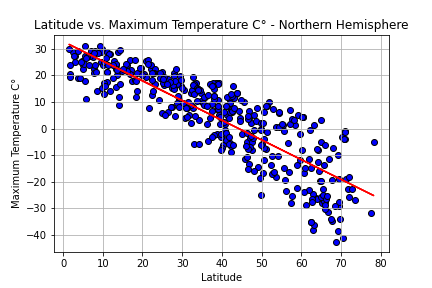 Latitude vs. Maximum Temperature C° - Northern Hemisphere
30
20
10
0
−10
−20
−30
−40
Maximum Temperature C°
0 10 20 30 40 50 60 70 80
Latitude